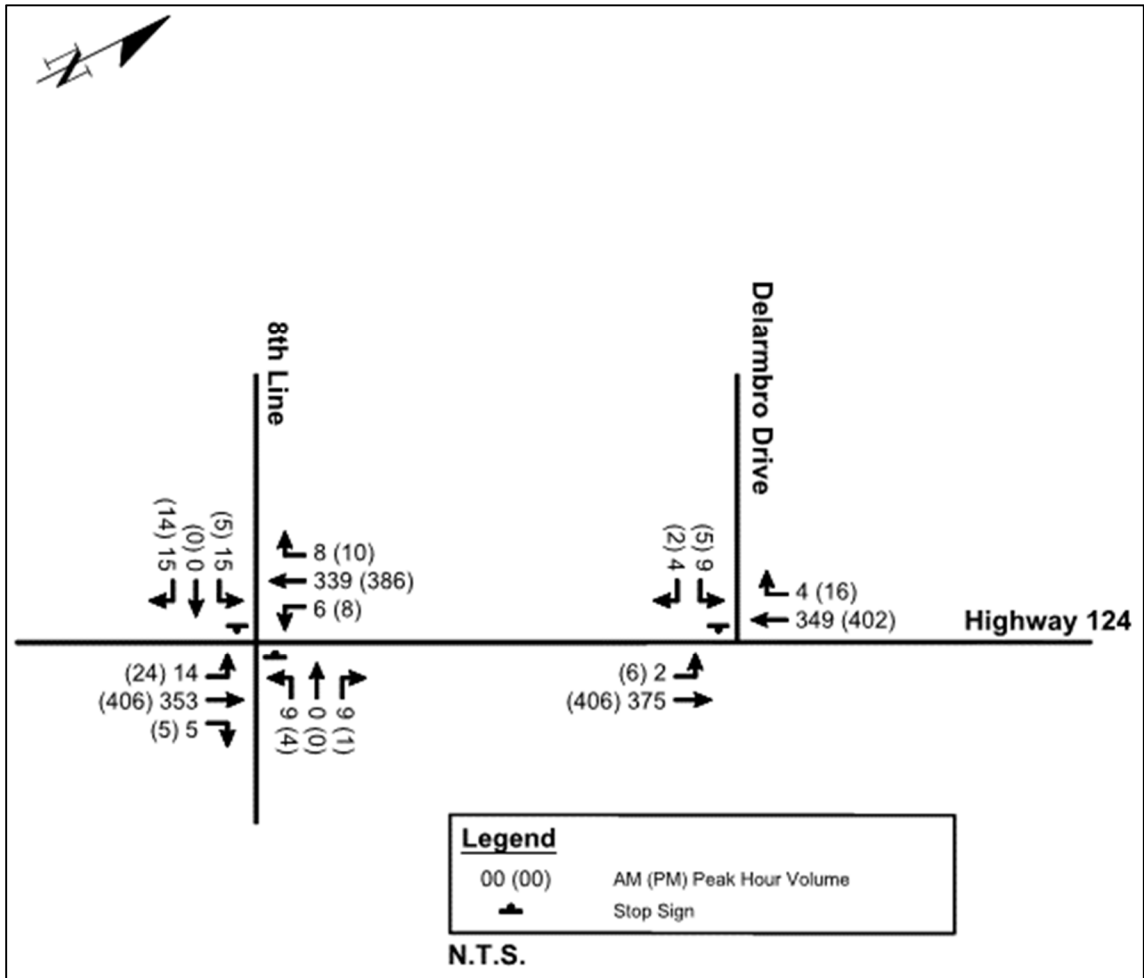 N
8th Line
Delarmbro Drive
(14) 15
(0) 0
(5) 15
8 (10)
339 (386)
6 (8)
(2) 4
(5) 9
4 (16)
349 (402)
Highway 124
(24) 14
(406) 353
(5) 5
9 (4)
0 (0)
9 (1)
(6) 2
(406) 375
Legend
00 (00) AM (PM) Peak Hour Volume
Stop Sign
N.T.S.